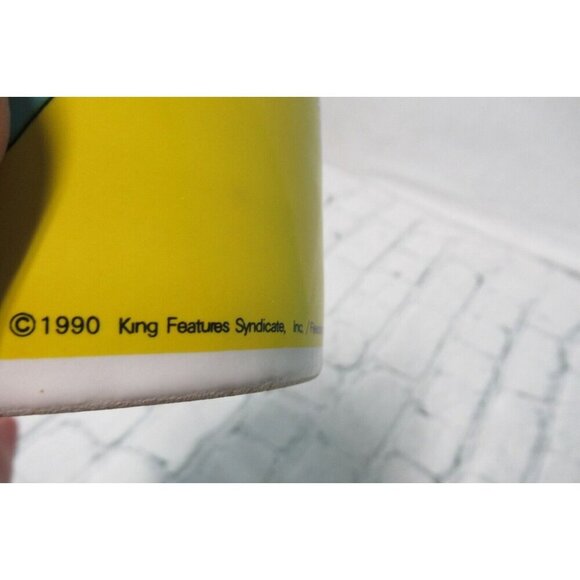 © 1990 King Features Syndicate, Inc. /